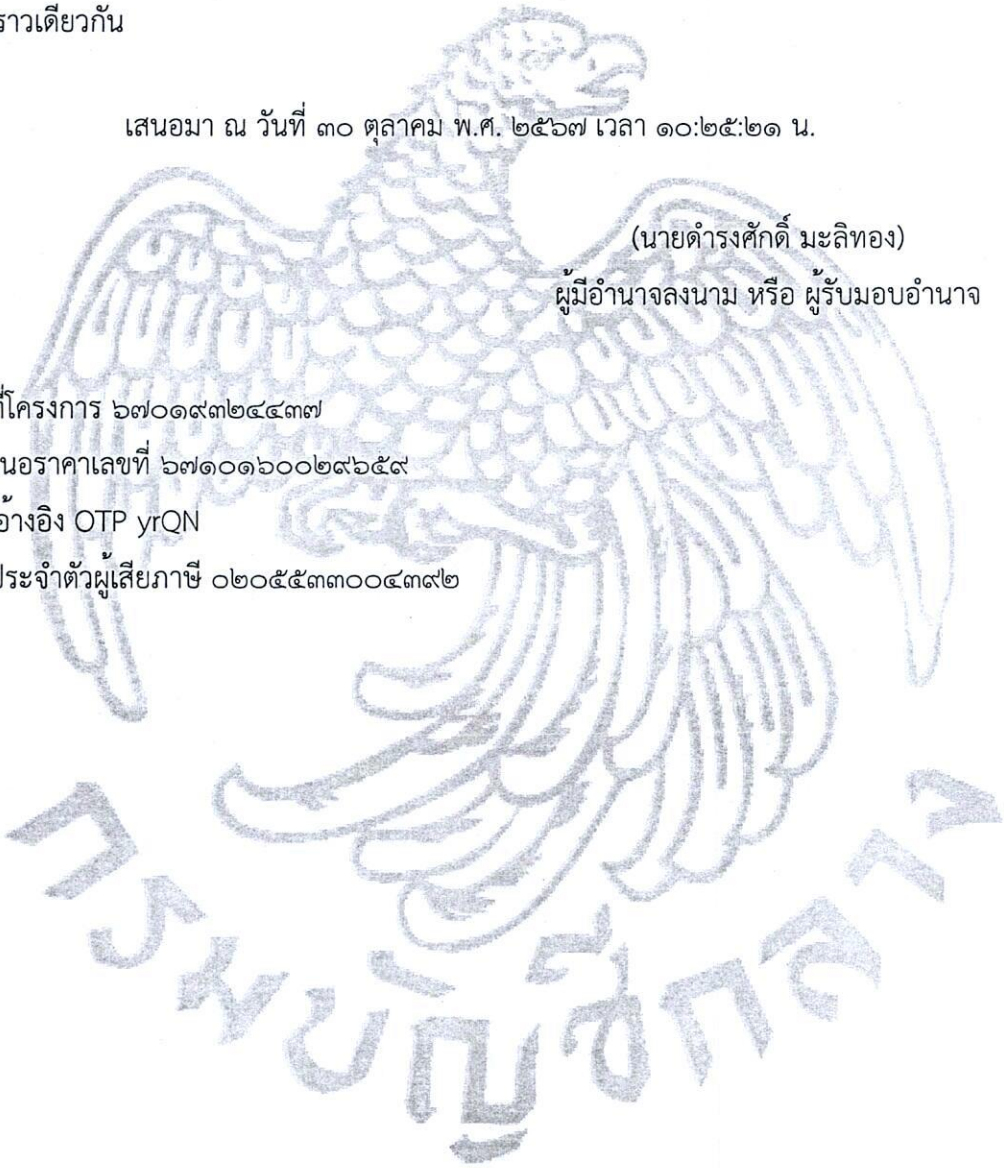 ราวเดียวกัน
เสนอมา ณ วันที่ ๓๐ ตุลาคม พ.ศ. ๒๕๖๗ เวลา ๑๐:๒๕:๒๑ น.
(นายดำรงศักดิ์ มะลิทอง)
ผู้มีอำนาจลงนาม หรือ ผู้รับมอบอำนาจ
ที่โครงการ ๖๗๐๑๙๓๒๔๔๓๗
นอราคาเลขที่ ๖๗๑๐๑๖๐๐๒๙๖๕๙
อ้างอิง OTP yrQN
ประจำตัวผู้เสียภาษี ๐๒๐๕๕๓๓๐๐๔๓๙๒
กรมบัญชีกลาง